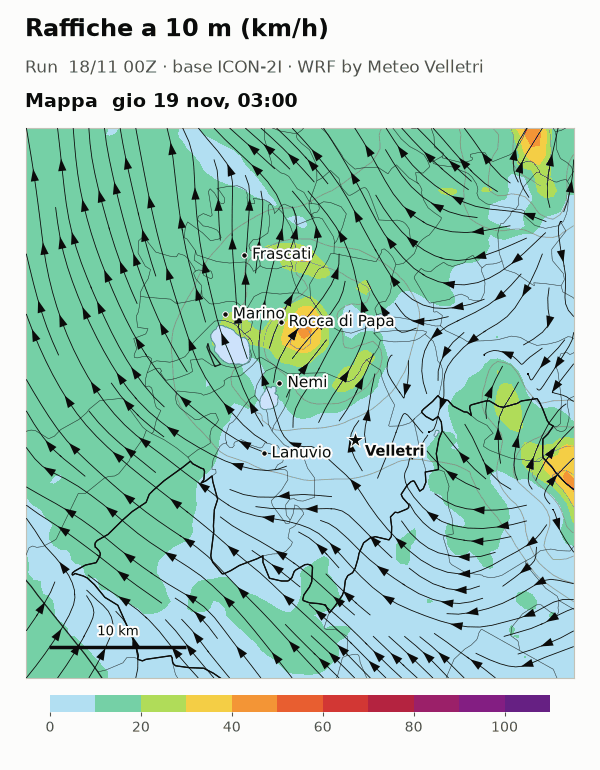 Raffiche a 10 m (km/h)
Run  18/11 00Z · base ICON-2I · WRF by Meteo Velletri
Mappa  gio 19 nov, 03:00
Frascati
Marino
Rocca di Papa
Nemi
Velletri
Lanuvio
10 km
0 20 40 60 80 100